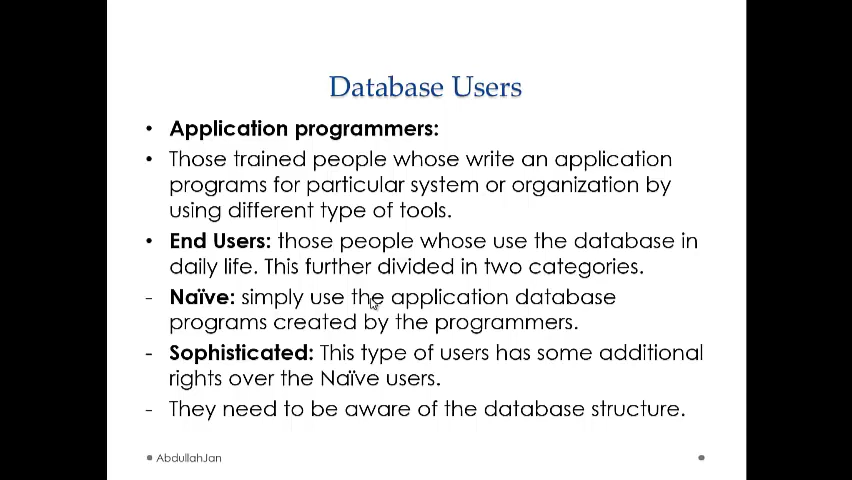 Database Users
• Application programmers:
• Those trained people whose write an application
programs for particular system or organization by
using different type of tools.
• End Users: those people whose use the database in
daily life. This further divided in two categories.
- Naïve: simply use the application database
programs created by the programmers.
- Sophisticated: This type of users has some additional
rights over the Naïve users.
- They need to be aware of the database structure.
AbdullahJan